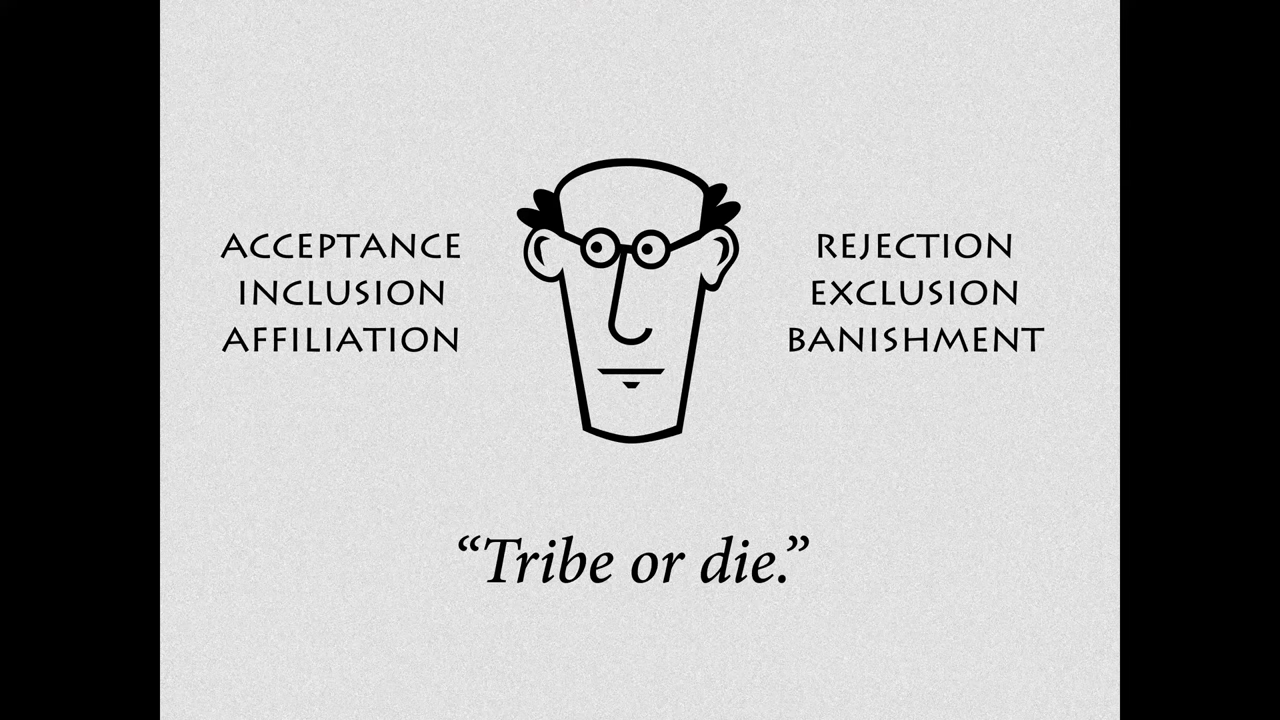 ACCEPTANCE
INCLUSION
AFFILIATION
REJECTION
EXCLUSION
BANISHMENT
“Tribe or die.”